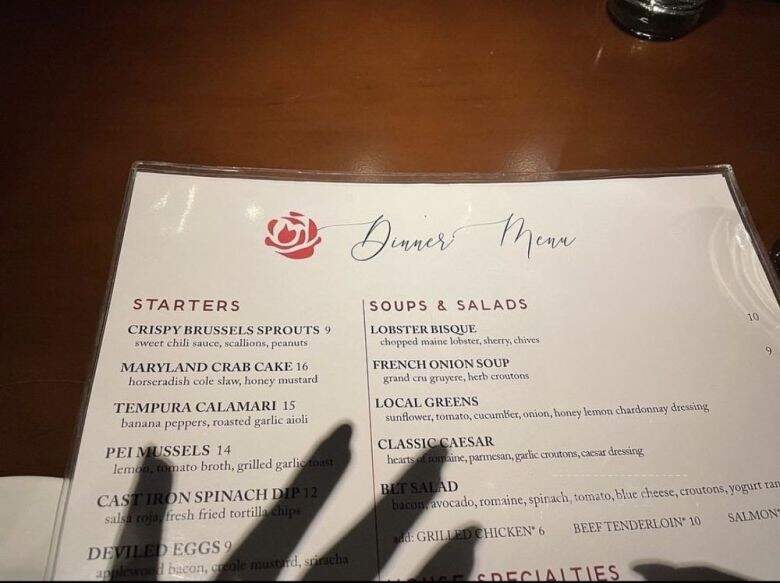 Dinner Menu
STARTERS
CRISPY BRUSSELS SPROUTS 9
sweet chili sauce, scallions, peanuts
MARYLAND CRAB CAKE 16
horseradish cole slaw, honey mustard
TEMPURA CALAMARI 15
banana peppers, roasted garlic aioli
PEI MUSSELS 14
lemon, tomato broth, grilled garlic toast
CAST IRON SPINACH DIP 12
salsa roja, fresh fried tortilla chips
DEVILED EGGS 9
applewood bacon, creole mustard, sriracha
SOUPS & SALADS
LOBSTER BISQUE 10
chopped maine lobster, sherry, chives
FRENCH ONION SOUP 9
grand cru gruyere, herb croutons
LOCAL GREENS
sunflower, tomato, cucumber, onion, honey lemon chardonnay dressing
CLASSIC CAESAR
hearts of romaine, parmesan, garlic croutons, caesar dressing
BLT SALAD
bacon, avocado, romaine, spinach, tomato, blue cheese, croutons, yogurt
add: GRILLED CHICKEN* 6 BEEF TENDERLOIN* 10 SALMON*
HOUSE SPECIALTIES